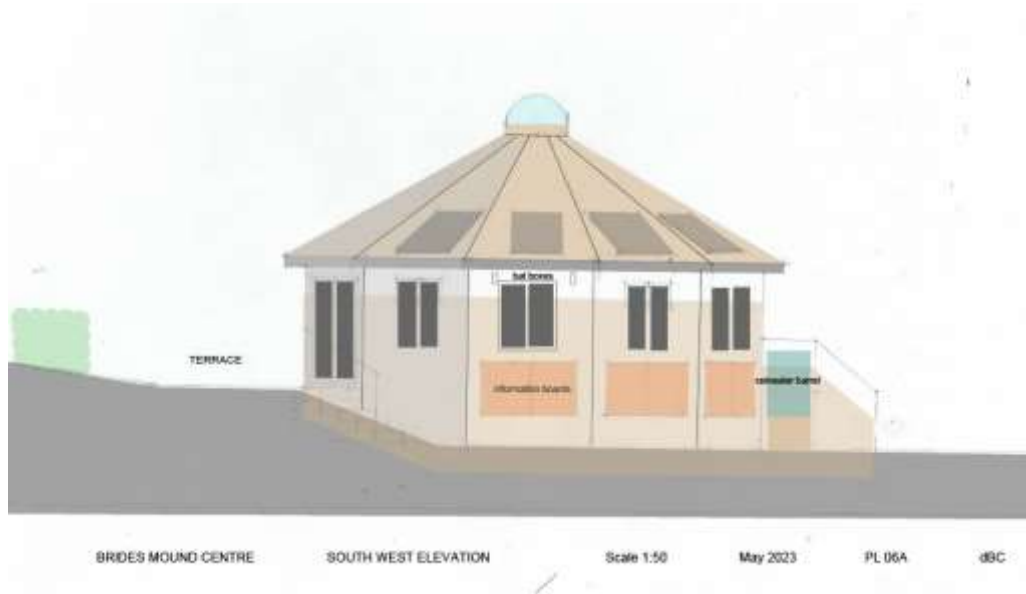 bat boxes
TERRACE
information boards
rainwater barrel
BRIDES MOUND CENTRE SOUTH WEST ELEVATION Scale 1:50 May 2023 PL 06A dBC